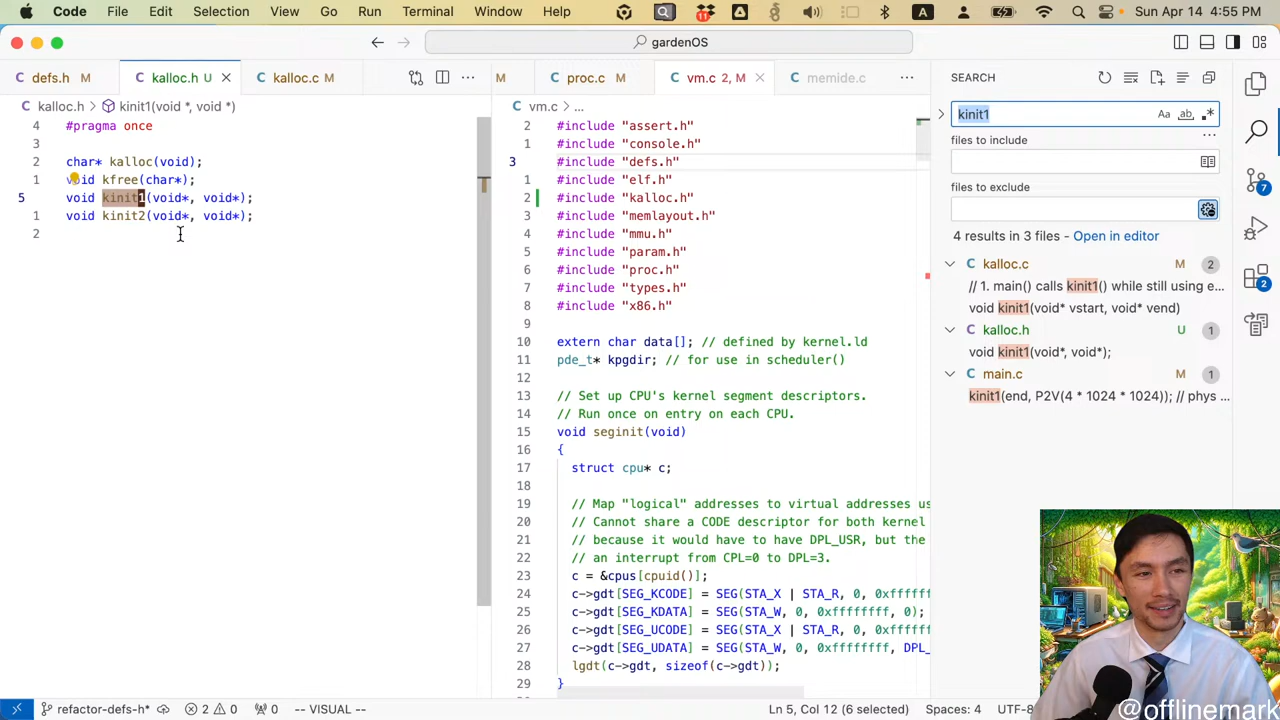 Code File Edit Selection View Go Run Terminal Window Help 11 A Sun Apr 14 4:55 PM
gardenOS
defs.h M kalloc.h U kalloc.c M
M proc.c M vm.c 2, M memide.c
SEARCH
kalloc.h > kinit1(void *, void *)
vm.c > ...
kinit1
Aa ab
files to include
files to exclude
4 results in 3 files - Open in editor
kalloc.c M 2
// 1. main() calls kinit1() while still using e...
void kinit1(void* vstart, void* vend)
kalloc.h U 1
void kinit1(void*, void*);
main.c M 1
kinit1(end, P2V(4 * 1024 * 1024)); // phys ...
7
2
4 #pragma once
3
2 char* kalloc(void);
1 void kfree(char*);
5 void kinit1(void*, void*);
1 void kinit2(void*, void*);
2
2 #include "assert.h"
1 #include "console.h"
3 #include "defs.h"
1 #include "elf.h"
2 #include "kalloc.h"
3 #include "memlayout.h"
4 #include "mmu.h"
5 #include "param.h"
6 #include "proc.h"
7 #include "types.h"
8 #include "x86.h"
9
10 extern char data[]; // defined by kernel.ld
11 pde_t* kpgdir; // for use in scheduler()
12
13 // Set up CPU's kernel segment descriptors.
14 // Run once on entry on each CPU.
15 void seginit(void)
16 {
17 struct cpu* c;
18
19 // Map "logical" addresses to virtual addresses us
20 // Cannot share a CODE descriptor for both kernel
21 // because it would have to have DPL_USR, but the
22 // an interrupt from CPL=0 to DPL=3.
23 c = &cpus[cpuid()];
24 c->gdt[SEG_KCODE] = SEG(STA_X | STA_R, 0, 0xffffff
25 c->gdt[SEG_KDATA] = SEG(STA_W, 0, 0xffffffff, 0);
26 c->gdt[SEG_UCODE] = SEG(STA_X | STA_R, 0, 0xffffff
27 c->gdt[SEG_UDATA] = SEG(STA_W, 0, 0xffffffff, DPL_
28 lgdt(c->gdt, sizeof(c->gdt));
29 }
refactor-defs-h* 2 0 0 -- VISUAL -- Ln 5, Col 12 (6 selected) Spaces: 4 UTF-8
@offlinemark